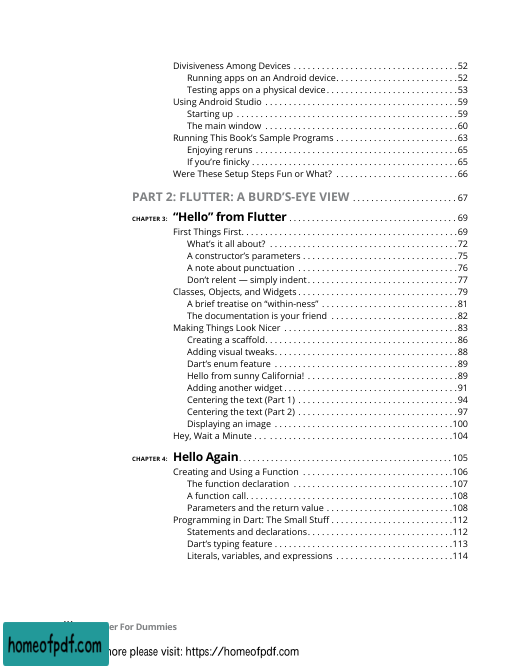 Divisiveness Among Devices . . . . . . . . . . . . . . . . . . . . . . . . . . . . . . . . . . .52
Running apps on an Android device. . . . . . . . . . . . . . . . . . . . . . . . .52
Testing apps on a physical device. . . . . . . . . . . . . . . . . . . . . . . . . . .53
Using Android Studio . . . . . . . . . . . . . . . . . . . . . . . . . . . . . . . . . . . . . . . . .59
Starting up . . . . . . . . . . . . . . . . . . . . . . . . . . . . . . . . . . . . . . . . . . . . . .59
The main window . . . . . . . . . . . . . . . . . . . . . . . . . . . . . . . . . . . . . . . .60
Running This Book's Sample Programs . . . . . . . . . . . . . . . . . . . . . . . . . .63
Enjoying reruns . . . . . . . . . . . . . . . . . . . . . . . . . . . . . . . . . . . . . . . . . .65
If you're finicky . . . . . . . . . . . . . . . . . . . . . . . . . . . . . . . . . . . . . . . . . . .65
Were These Setup Steps Fun or What? . . . . . . . . . . . . . . . . . . . . . . . . . .66
PART 2: FLUTTER: A BURD'S-EYE VIEW . . . . . . . . . . . . . . . . . . . . . . 67
CHAPTER 3: “Hello” from Flutter . . . . . . . . . . . . . . . . . . . . . . . . . . . . . . . . . . . . 69
First Things First. . . . . . . . . . . . . . . . . . . . . . . . . . . . . . . . . . . . . . . . . . . . .69
What's it all about? . . . . . . . . . . . . . . . . . . . . . . . . . . . . . . . . . . . . . . .72
A constructor's parameters . . . . . . . . . . . . . . . . . . . . . . . . . . . . . . . .75
A note about punctuation . . . . . . . . . . . . . . . . . . . . . . . . . . . . . . . . .76
Don't relent — simply indent. . . . . . . . . . . . . . . . . . . . . . . . . . . . . . .77
Classes, Objects, and Widgets. . . . . . . . . . . . . . . . . . . . . . . . . . . . . . . . . .79
A brief treatise on “within-ness” . . . . . . . . . . . . . . . . . . . . . . . . . . . .81
The documentation is your friend . . . . . . . . . . . . . . . . . . . . . . . . . .82
Making Things Look Nicer . . . . . . . . . . . . . . . . . . . . . . . . . . . . . . . . . . . . .83
Creating a scaffold. . . . . . . . . . . . . . . . . . . . . . . . . . . . . . . . . . . . . . . .86
Adding visual tweaks. . . . . . . . . . . . . . . . . . . . . . . . . . . . . . . . . . . . . .88
Dart's enum feature . . . . . . . . . . . . . . . . . . . . . . . . . . . . . . . . . . . . . .89
Hello from sunny California! . . . . . . . . . . . . . . . . . . . . . . . . . . . . . . .89
Adding another widget . . . . . . . . . . . . . . . . . . . . . . . . . . . . . . . . . . . .91
Centering the text (Part 1) . . . . . . . . . . . . . . . . . . . . . . . . . . . . . . . . .94
Centering the text (Part 2) . . . . . . . . . . . . . . . . . . . . . . . . . . . . . . . . .97
Displaying an image . . . . . . . . . . . . . . . . . . . . . . . . . . . . . . . . . . . . .100
Hey, Wait a Minute . . . . . . . . . . . . . . . . . . . . . . . . . . . . . . . . . . . . . . . . . .104
CHAPTER 4: Hello Again. . . . . . . . . . . . . . . . . . . . . . . . . . . . . . . . . . . . . . . . . . . . . 105
Creating and Using a Function . . . . . . . . . . . . . . . . . . . . . . . . . . . . . . . .106
The function declaration . . . . . . . . . . . . . . . . . . . . . . . . . . . . . . . . .107
A function call. . . . . . . . . . . . . . . . . . . . . . . . . . . . . . . . . . . . . . . . . . .108
Parameters and the return value . . . . . . . . . . . . . . . . . . . . . . . . . .108
Programming in Dart: The Small Stuff . . . . . . . . . . . . . . . . . . . . . . . . . .112
Statements and declarations. . . . . . . . . . . . . . . . . . . . . . . . . . . . . .112
Dart's typing feature . . . . . . . . . . . . . . . . . . . . . . . . . . . . . . . . . . . . .113
Literals, variables, and expressions . . . . . . . . . . . . . . . . . . . . . . . .114
er For Dummies
homeofpdf.com
more please visit: https://homeofpdf.com